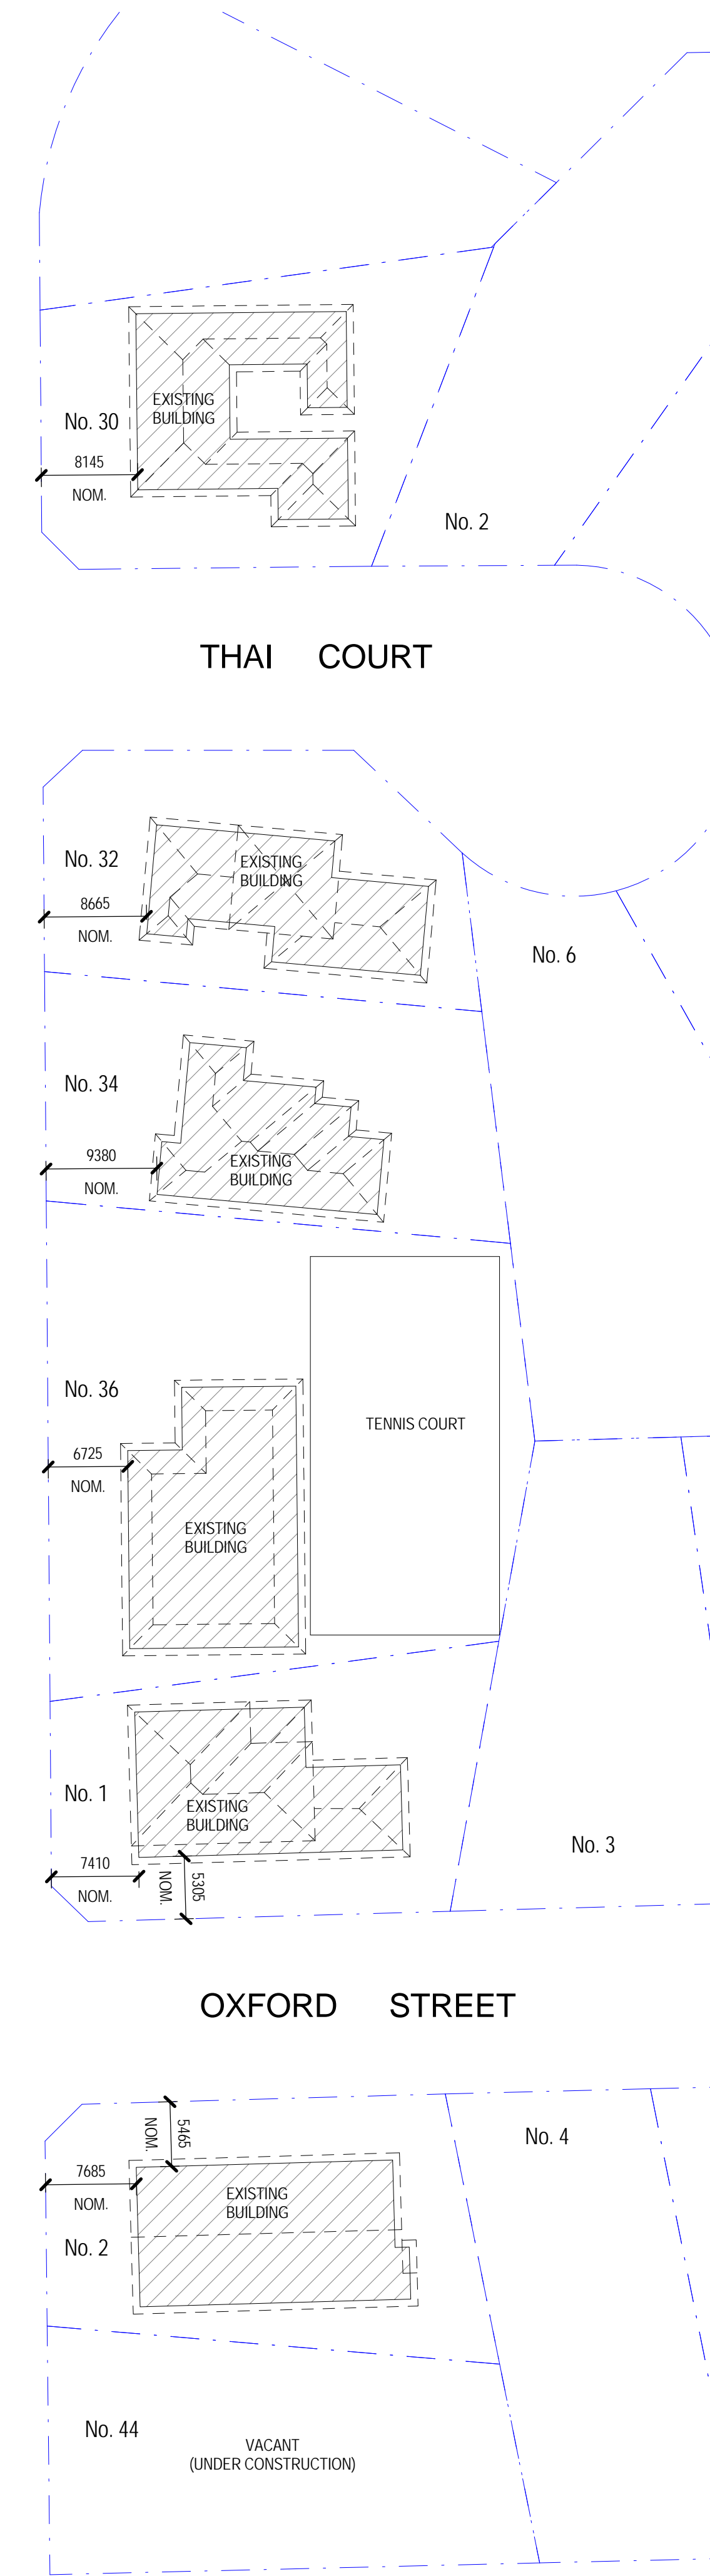 EXISTING
BUILDING
No. 30
8145
NOM.
No. 2
THAI COURT
No. 32
EXISTING
BUILDING
8665
NOM.
No. 6
No. 34
9380
NOM.
EXISTING
BUILDING
No. 36
TENNIS COURT
6725
NOM.
EXISTING
BUILDING
No. 1
EXISTING
BUILDING
No. 3
7410
NOM.
5305
NOM.
OXFORD STREET
5465
NOM.
No. 4
7685
NOM.
EXISTING
BUILDING
No. 2
No. 44
VACANT
(UNDER CONSTRUCTION)